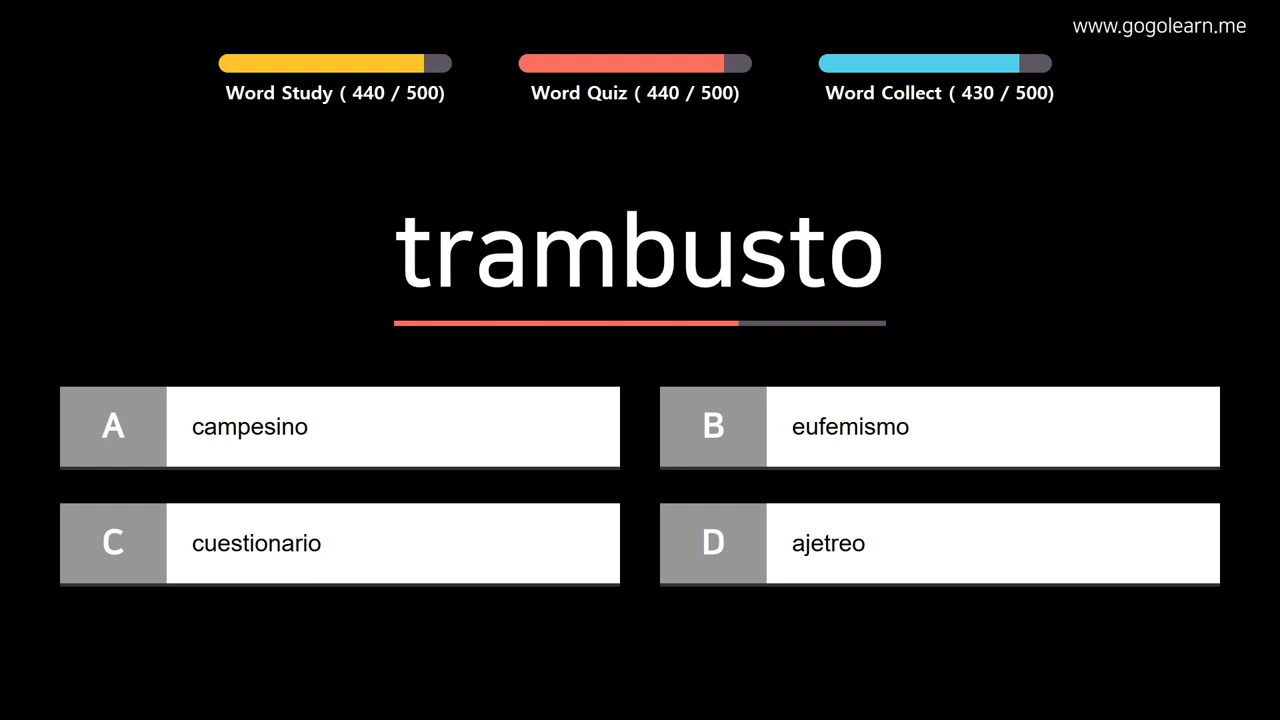 www.gogolearn.me
Word Study ( 440 / 500)
Word Quiz ( 440 / 500)
Word Collect ( 430 / 500)
trambusto
A
campesino
B
eufemismo
C
cuestionario
D
ajetreo